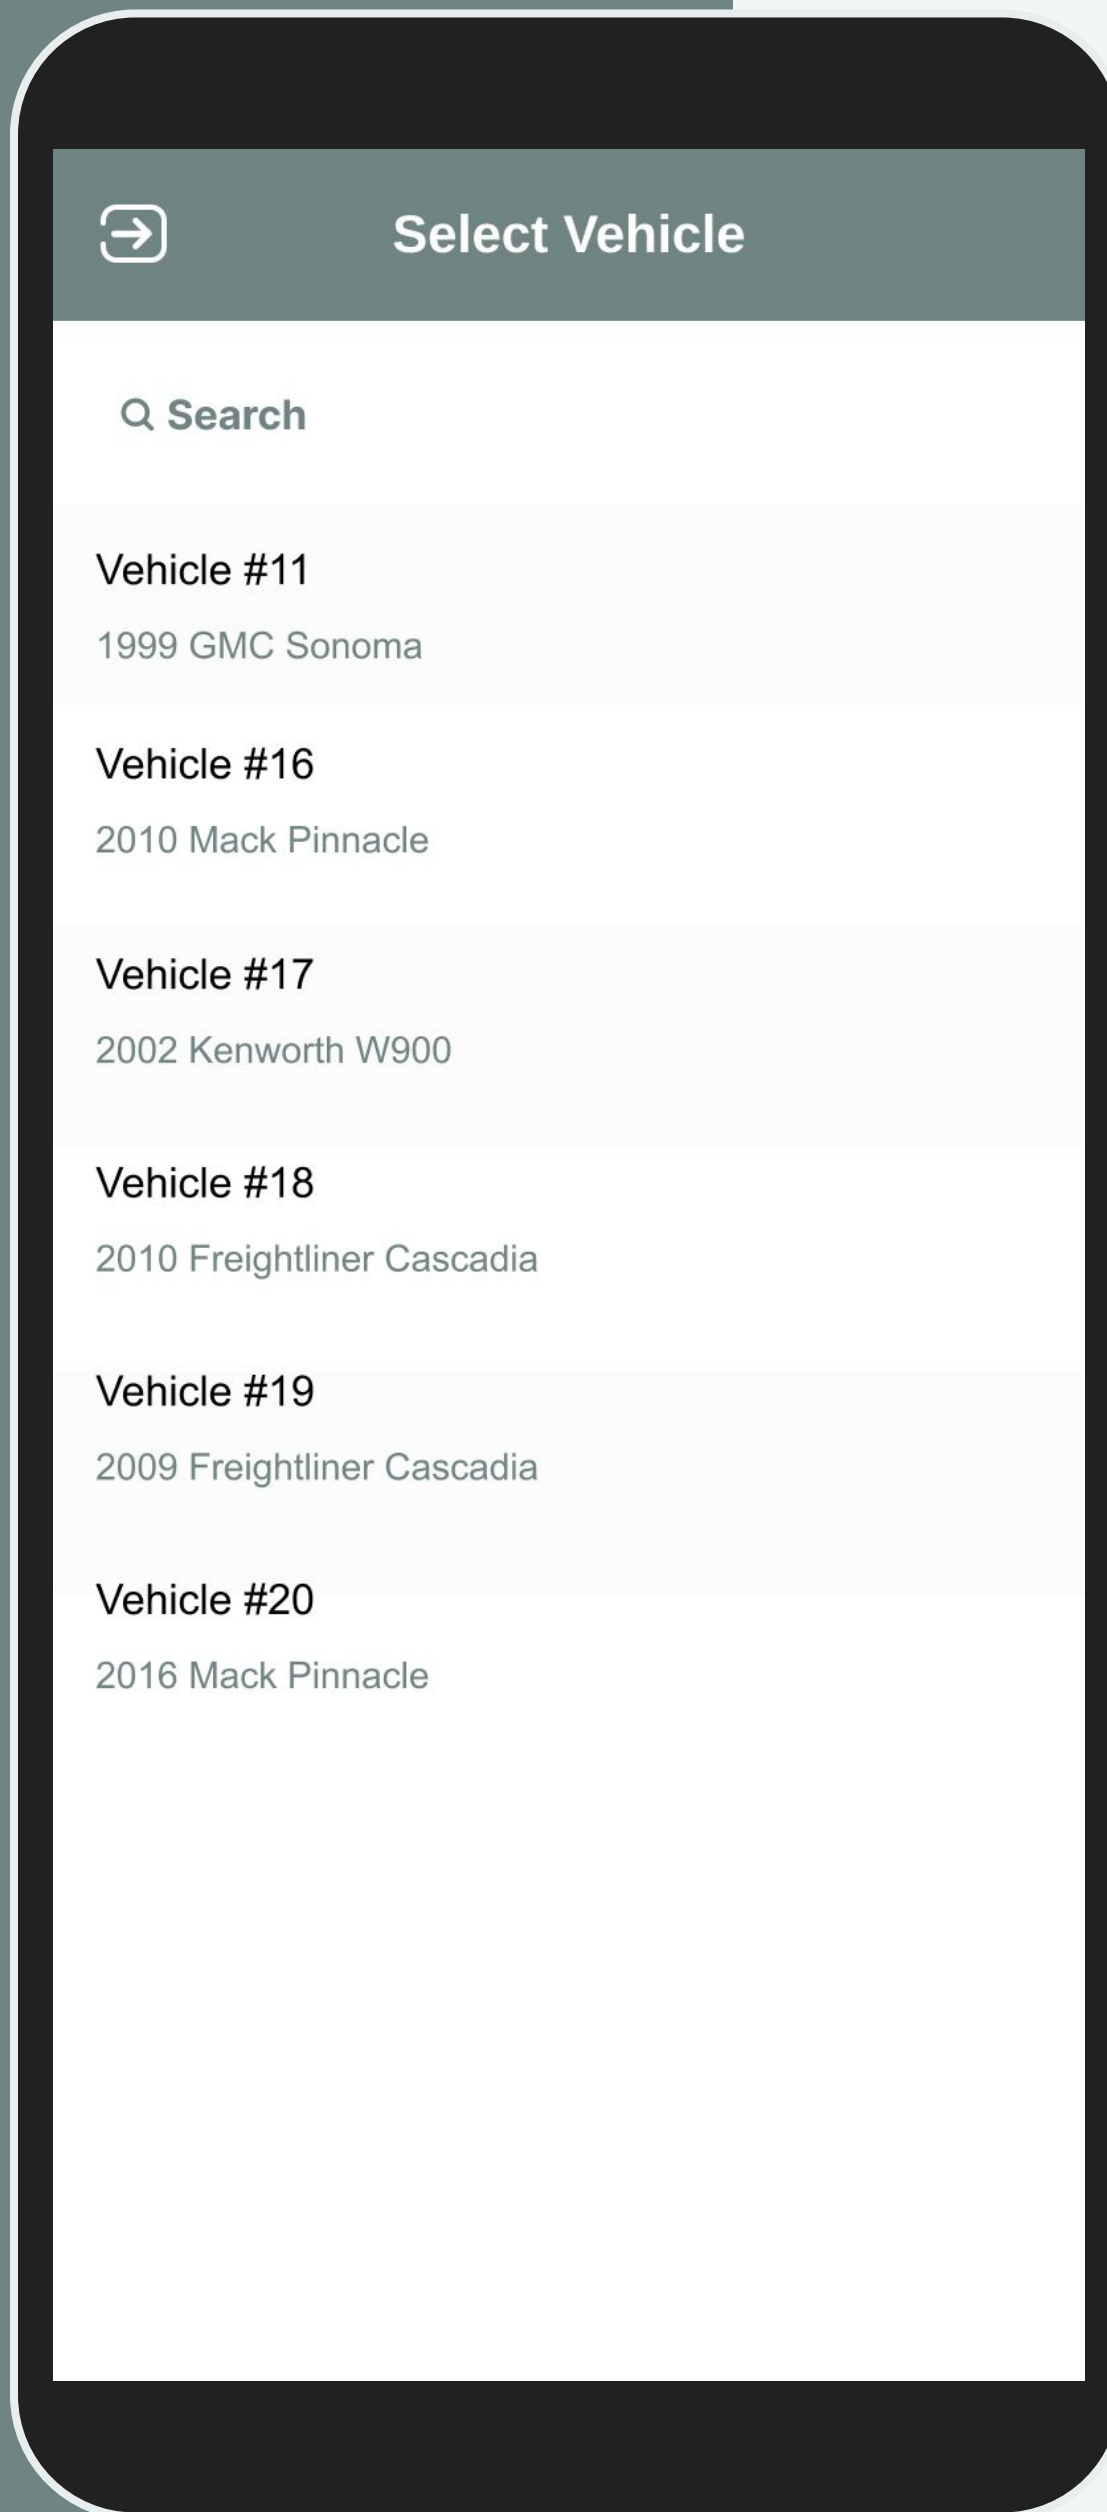 Select Vehicle
Search
Vehicle #11
1999 GMC Sonoma
Vehicle #16
2010 Mack Pinnacle
Vehicle #17
2002 Kenworth W900
Vehicle #18
2010 Freightliner Cascadia
Vehicle #19
2009 Freightliner Cascadia
Vehicle #20
2016 Mack Pinnacle